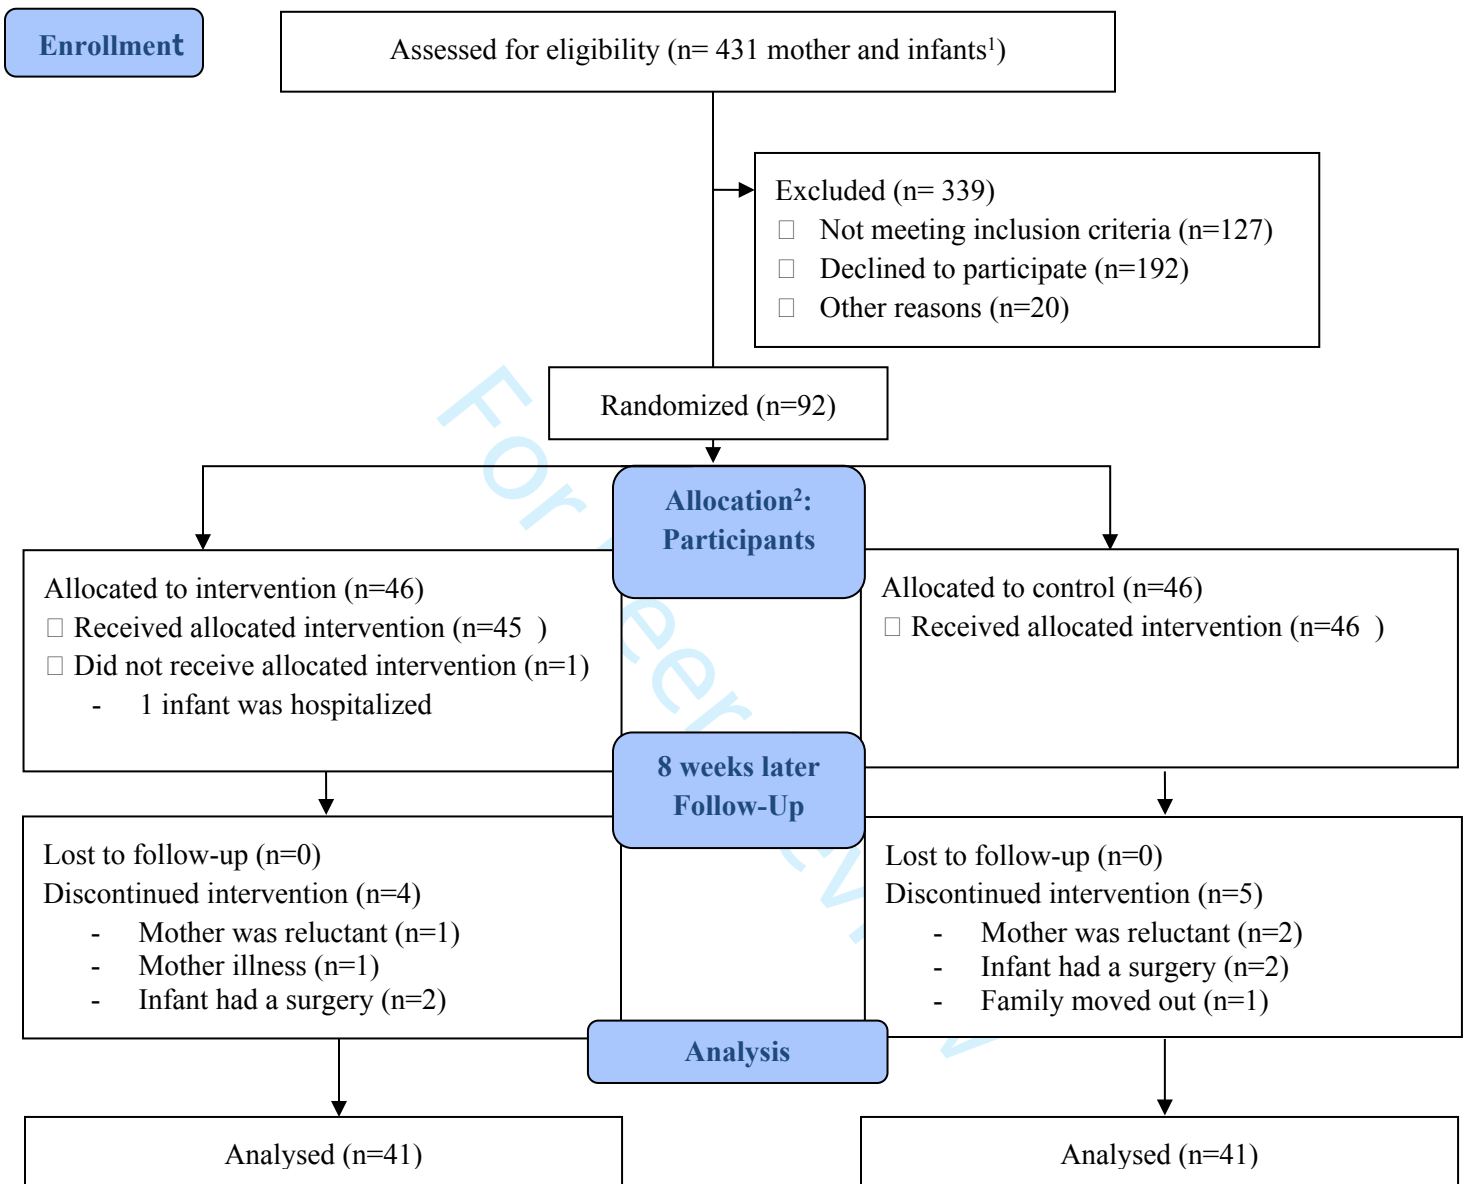 Enrollment
Assessed for eligibility (n= 431 mother and infants¹)
Excluded (n= 339)
□ Not meeting inclusion criteria (n=127)
□ Declined to participate (n=192)
□ Other reasons (n=20)
Randomized (n=92)
Allocation²:
Participants
Allocated to intervention (n=46)
□ Received allocated intervention (n=45 )
□ Did not receive allocated intervention (n=1)
- 1 infant was hospitalized
Allocated to control (n=46)
□ Received allocated intervention (n=46 )
8 weeks later
Follow-Up
Lost to follow-up (n=0)
Discontinued intervention (n=4)
- Mother was reluctant (n=1)
- Mother illness (n=1)
- Infant had a surgery (n=2)
Lost to follow-up (n=0)
Discontinued intervention (n=5)
- Mother was reluctant (n=2)
- Infant had a surgery (n=2)
- Family moved out (n=1)
Analysis
Analysed (n=41)
Analysed (n=41)
For Peer Review